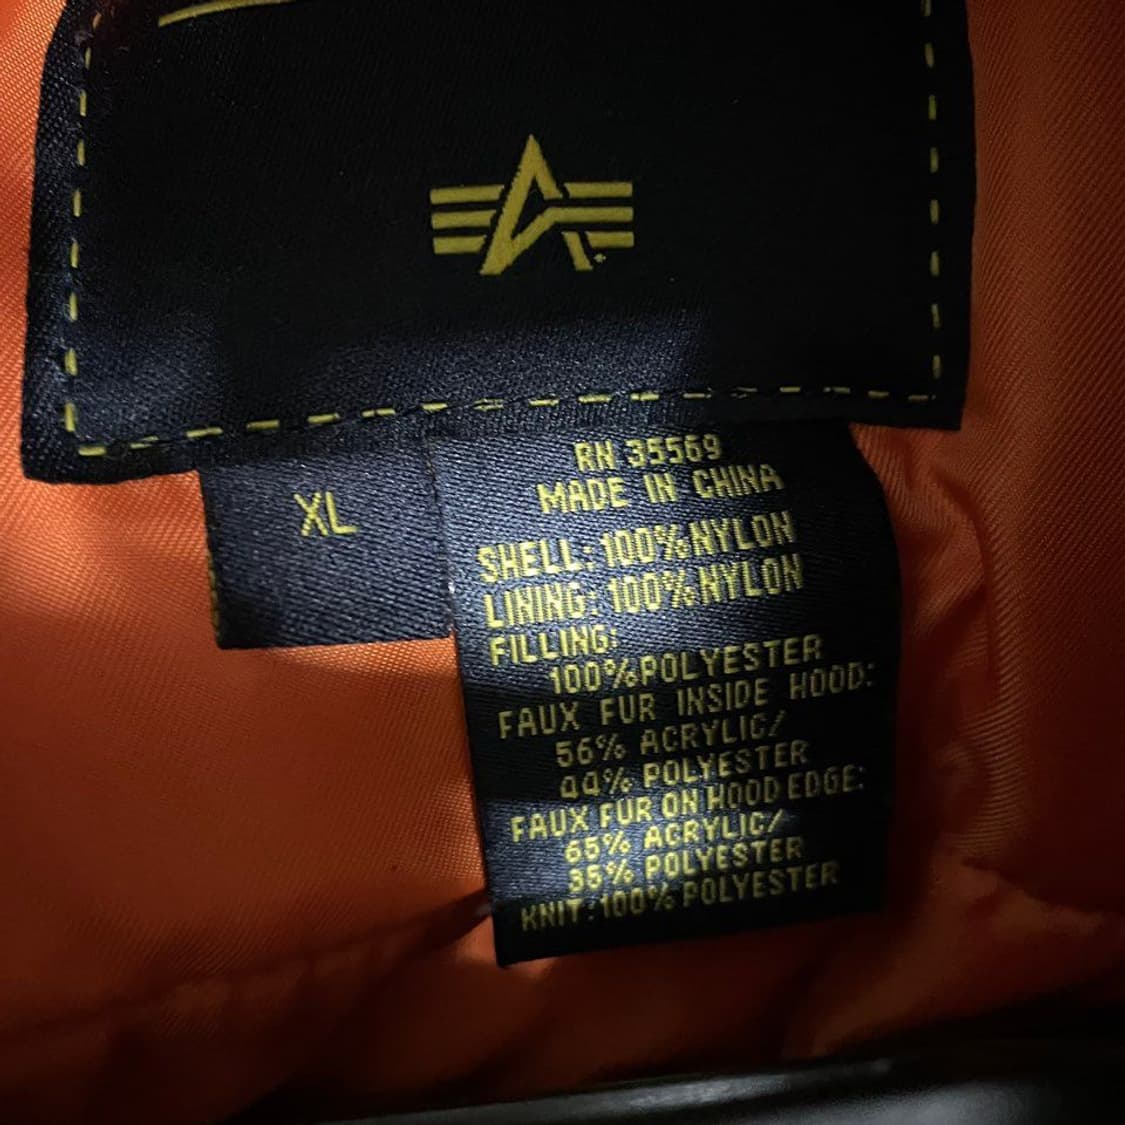 XL
RN 35569
MADE IN CHINA
SHELL: 100%NYLON
LINING: 100%NYLON
FILLING:
100%POLYESTER
FAUX FUR INSIDE HOOD:
56% ACRYLIC/
44% POLYESTER
FAUX FUR ON HOOD EDGE:
65% ACRYLIC/
35% POLYESTER
KNIT:100% POLYESTER